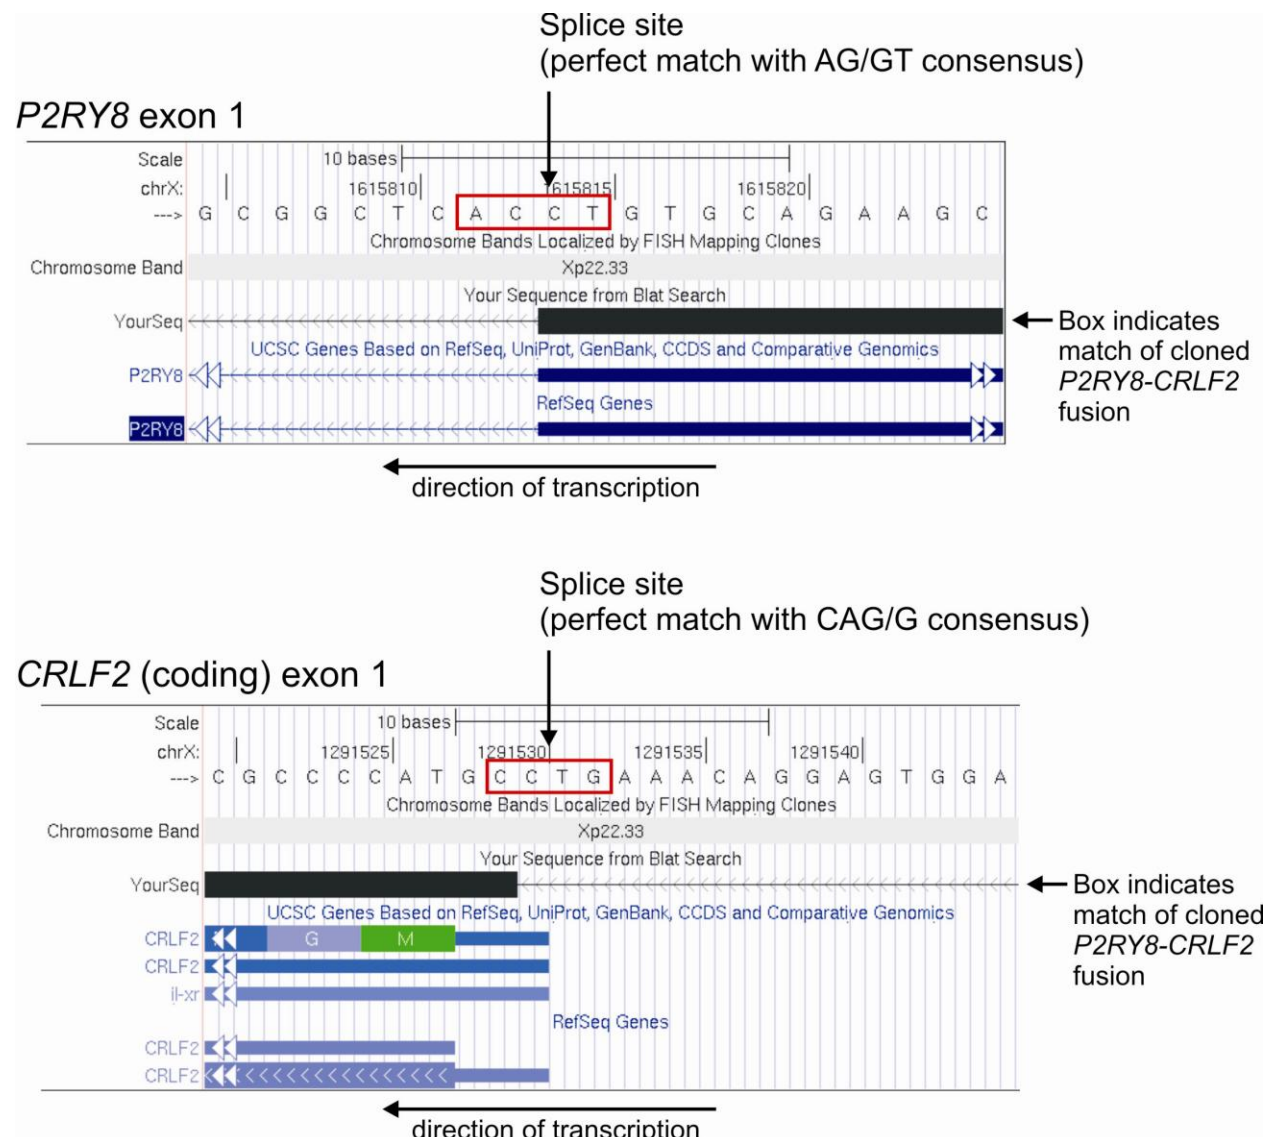 Splice site
(perfect match with AG/GT consensus)
P2RY8 exon 1
Scale 10 bases
chrX: 1615810 1615815 1615820
---> G C G G C T C A C C T G T G C A G A A G C
Chromosome Bands Localized by FISH Mapping Clones
Chromosome Band Xp22.33
Your Sequence from Blat Search
YourSeq
Box indicates
match of cloned
P2RY8-CRLF2
fusion
UCSC Genes Based on RefSeq, UniProt, GenBank, CCDS and Comparative Genomics
P2RY8
RefSeq Genes
P2RY8
direction of transcription
Splice site
(perfect match with CAG/G consensus)
CRLF2 (coding) exon 1
Scale 10 bases
chrX: 1291525 1291530 1291535 1291540
---> C G C C C C A T G C C T G A A A C A G G A G T G G A
Chromosome Bands Localized by FISH Mapping Clones
Chromosome Band Xp22.33
Your Sequence from Blat Search
YourSeq
Box indicates
match of cloned
P2RY8-CRLF2
fusion
UCSC Genes Based on RefSeq, UniProt, GenBank, CCDS and Comparative Genomics
CRLF2 G M
CRLF2
il-xr
RefSeq Genes
CRLF2
CRLF2
direction of transcription